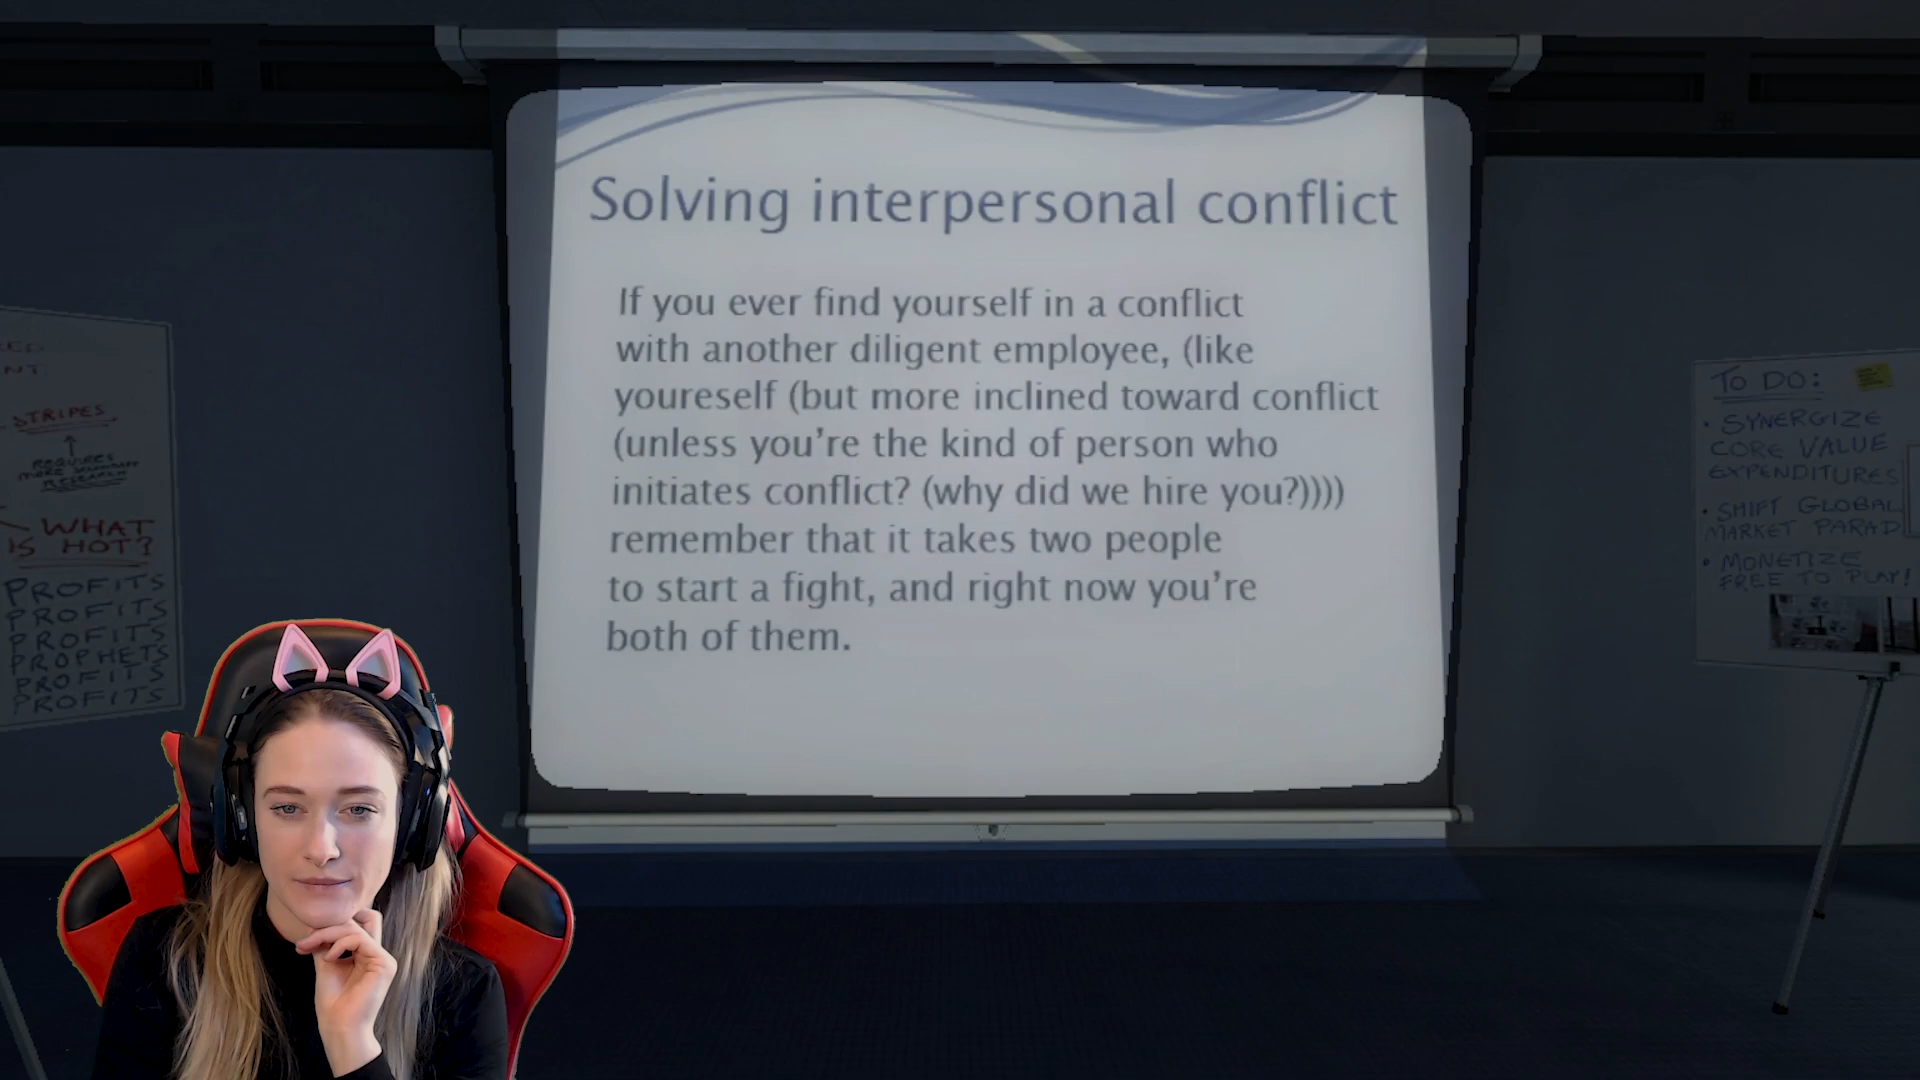 Solving interpersonal conflict
If you ever find yourself in a conflict
with another diligent employee, (like
youreself (but more inclined toward conflict
(unless you're the kind of person who
initiates conflict? (why did we hire you?))))
remember that it takes two people
to start a fight, and right now you're
both of them.
STRIPES
REQUIRES
MORE
RESEARCH
WHAT
IS HOT?
PROFITS
PROFITS
PROFITS
PROPHETS
PROFITS
PROFITS
TO DO:
• SYNERGIZE
CORE VALUE
EXPENDITURES
• SHIFT GLOBAL
MARKET PARAD
• MONETIZE
FREE TO PLAY!